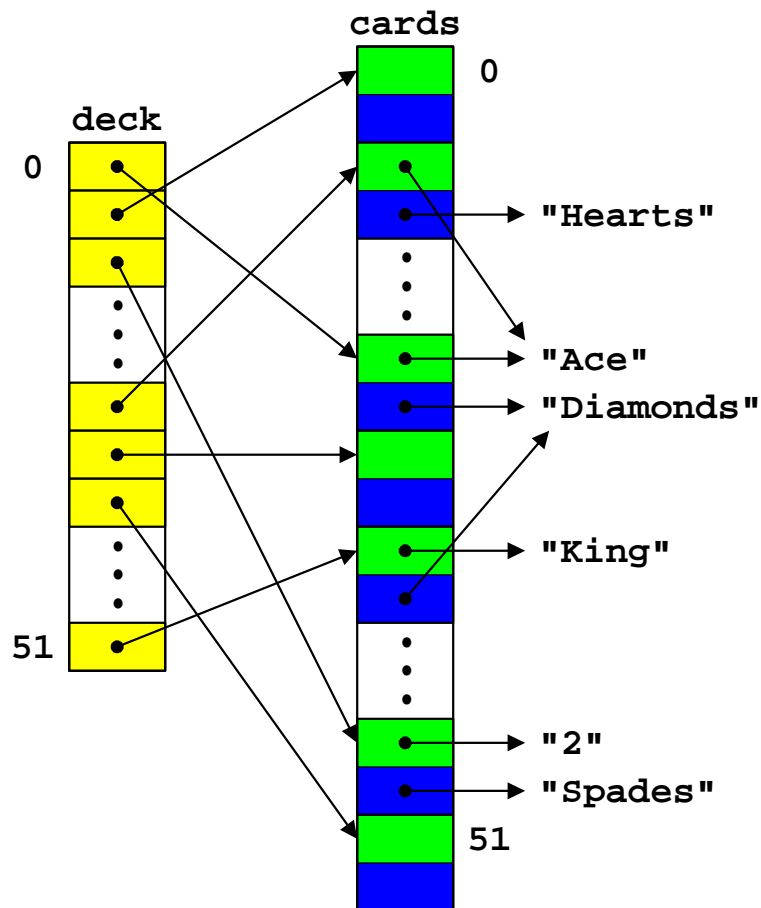 cards
0
deck
0
"Hearts"
"Ace"
"Diamonds"
"King"
51
"2"
"Spades"
51